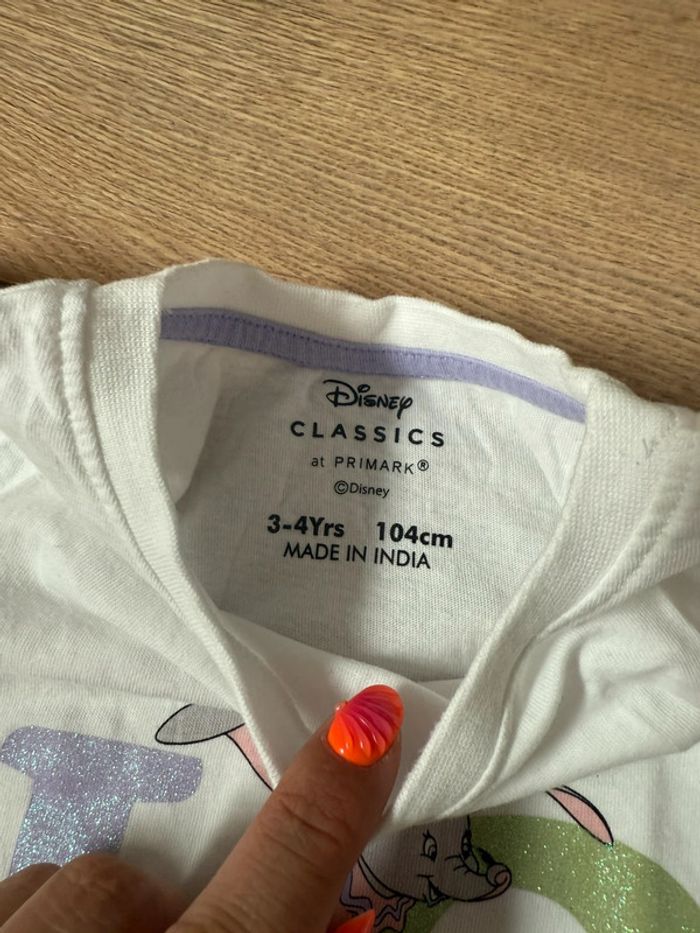 Disney
CLASSICS
at PRIMARK®
©Disney
3-4Yrs 104cm
MADE IN INDIA